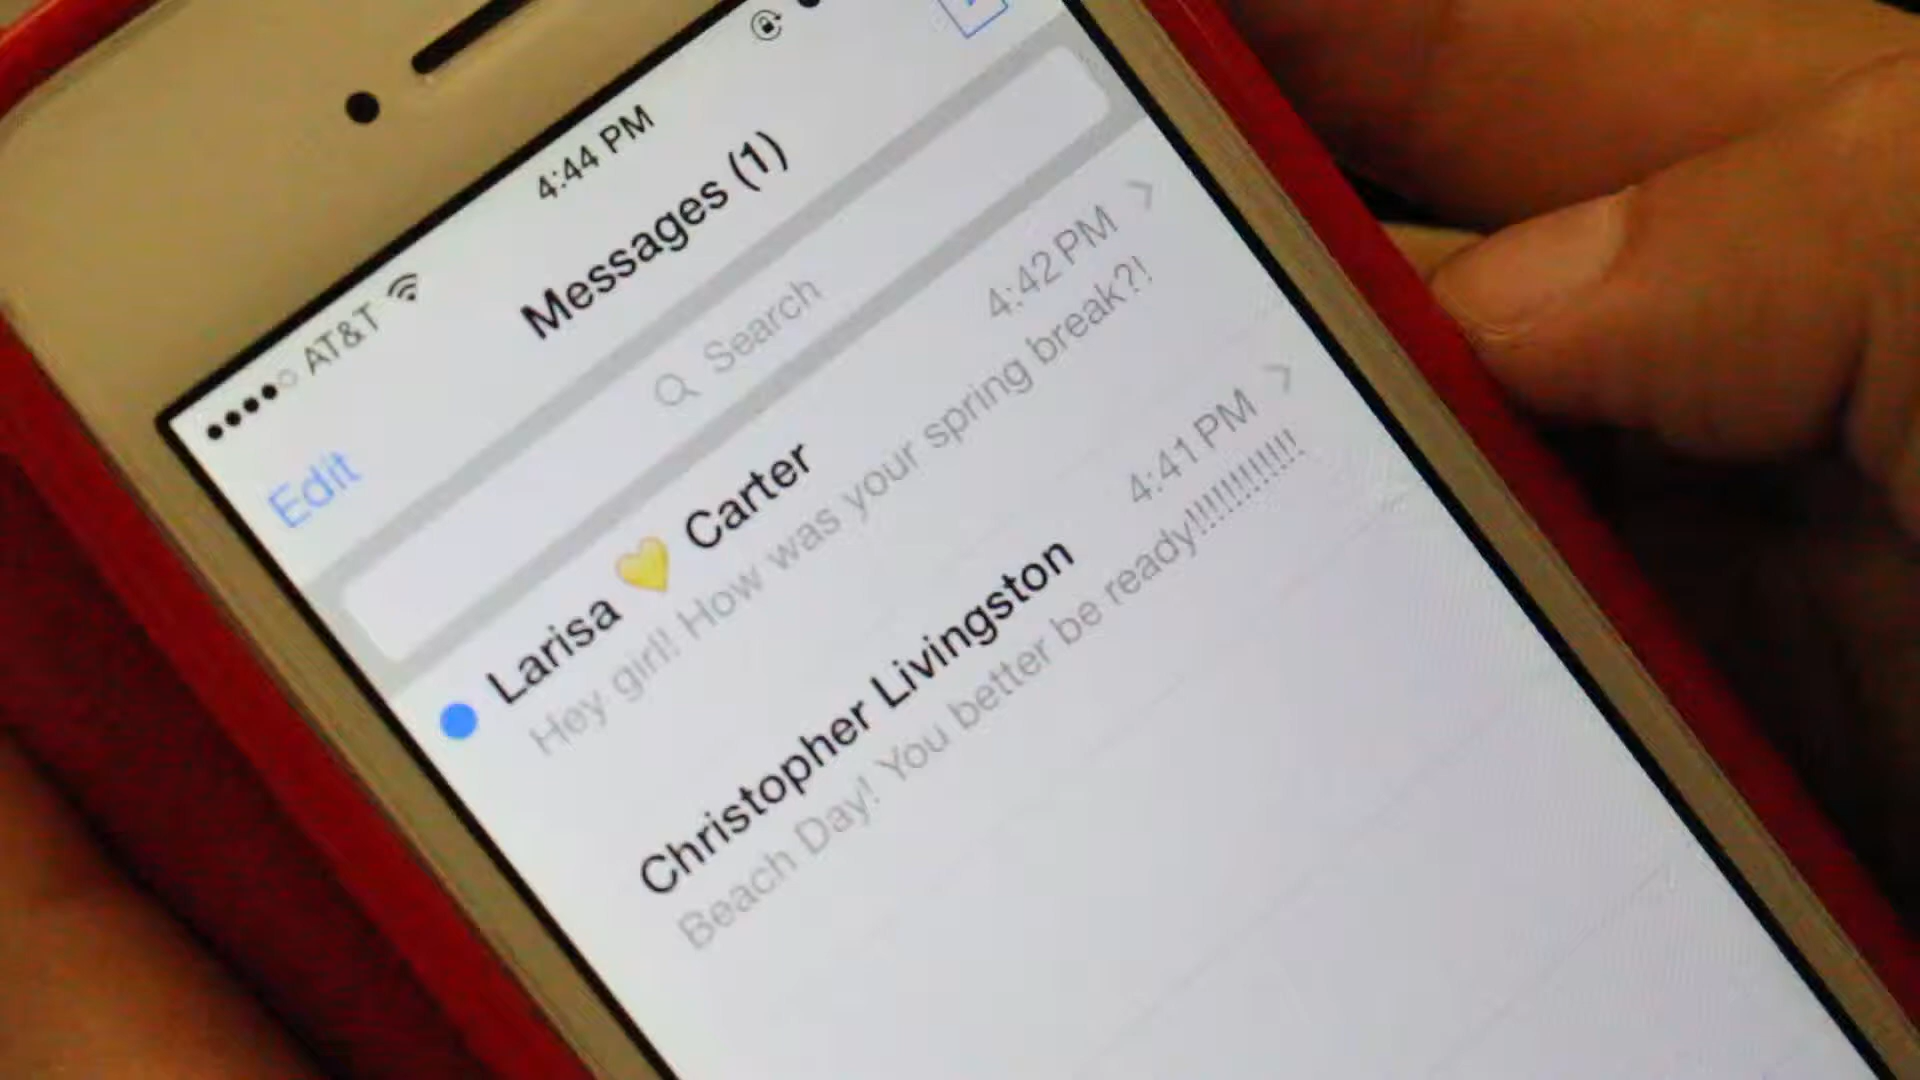 AT&T 4:44 PM
Edit Messages (1)
Search
Larisa 💛 Carter 4:42 PM
Hey girl! How was your spring break?!
Christopher Livingston 4:41 PM
Beach Day! You better be ready!!!!!!!!!!!!!